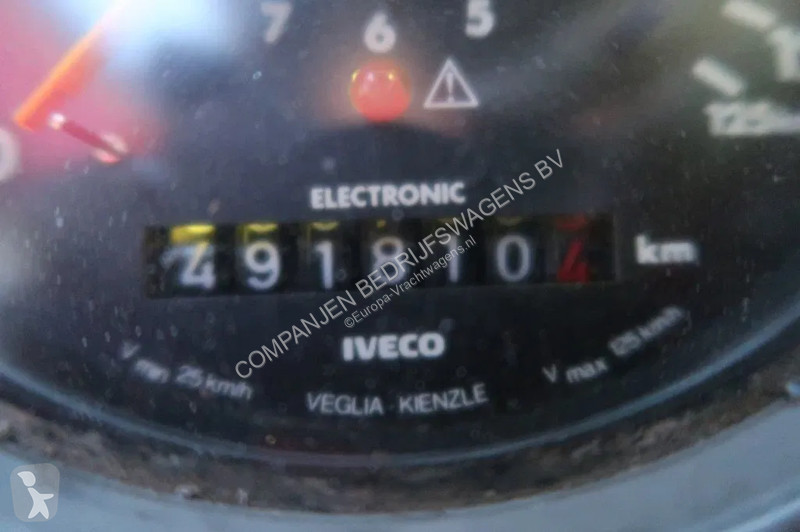 7 6 5
0
125
ELECTRONIC
4918104 km
IVECO
V min 25 km/h
V max 125 km/h
VEGLIA - KIENZLE
COMPANJEN BEDRIJFSWAGENS BV
©Europa-Vrachtwagens.nl